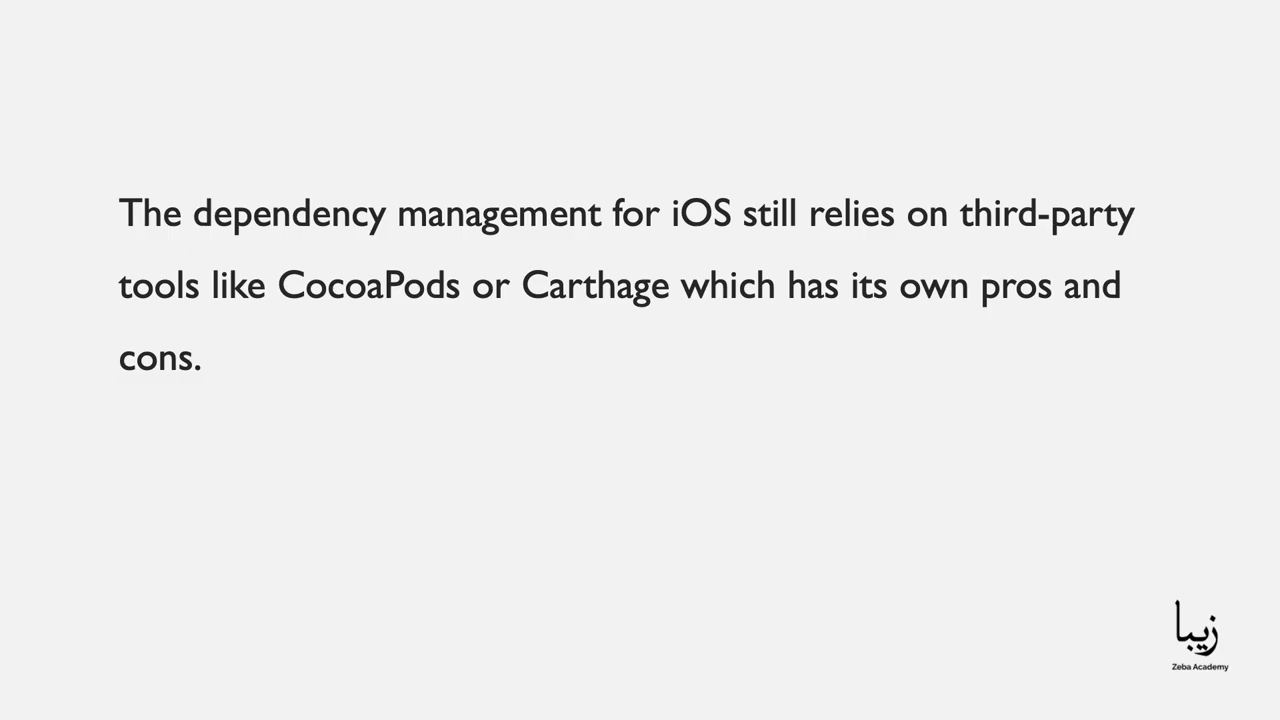 The dependency management for iOS still relies on third-party
tools like CocoaPods or Carthage which has its own pros and
cons.
زيبا
Zeba Academy